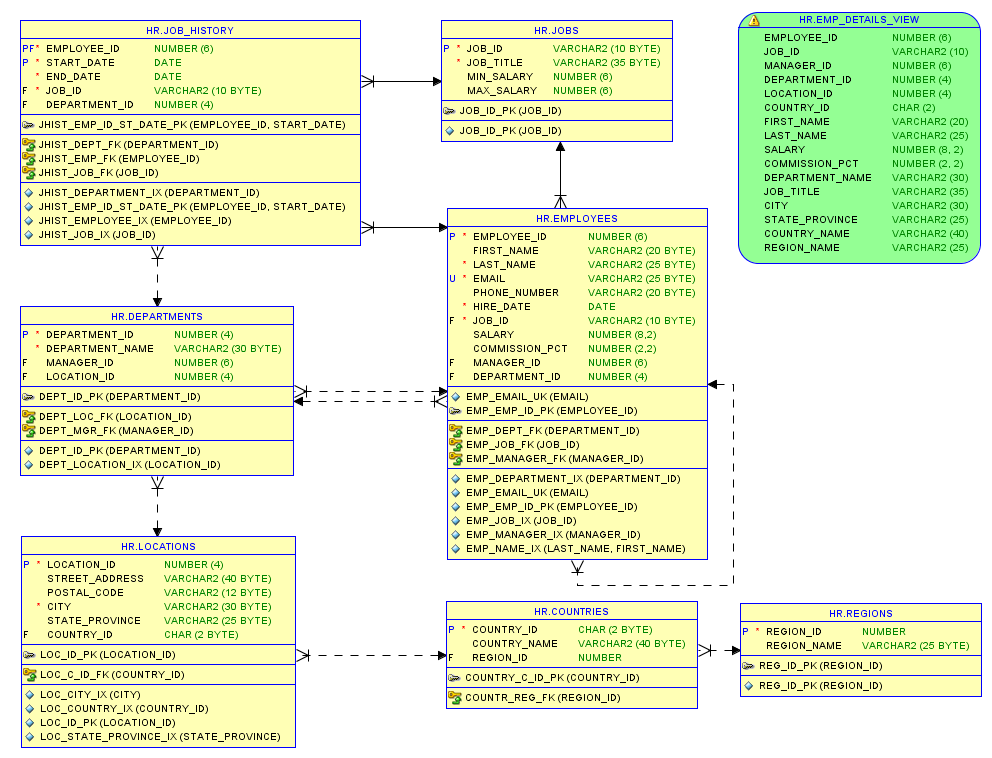 HR.JOB_HISTORY
PF* EMPLOYEE_ID NUMBER (6)
P * START_DATE DATE
* END_DATE DATE
F * JOB_ID VARCHAR2 (10 BYTE)
F DEPARTMENT_ID NUMBER (4)
JHIST_EMP_ID_ST_DATE_PK (EMPLOYEE_ID, START_DATE)
JHIST_DEPT_FK (DEPARTMENT_ID)
JHIST_EMP_FK (EMPLOYEE_ID)
JHIST_JOB_FK (JOB_ID)
JHIST_DEPARTMENT_IX (DEPARTMENT_ID)
JHIST_EMP_ID_ST_DATE_PK (EMPLOYEE_ID, START_DATE)
JHIST_EMPLOYEE_IX (EMPLOYEE_ID)
JHIST_JOB_IX (JOB_ID)
HR.JOBS
P * JOB_ID VARCHAR2 (10 BYTE)
* JOB_TITLE VARCHAR2 (35 BYTE)
MIN_SALARY NUMBER (6)
MAX_SALARY NUMBER (6)
JOB_ID_PK (JOB_ID)
JOB_ID_PK (JOB_ID)
HR.EMP_DETAILS_VIEW
EMPLOYEE_ID NUMBER (6)
JOB_ID VARCHAR2 (10)
MANAGER_ID NUMBER (6)
DEPARTMENT_ID NUMBER (4)
LOCATION_ID NUMBER (4)
COUNTRY_ID CHAR (2)
FIRST_NAME VARCHAR2 (20)
LAST_NAME VARCHAR2 (25)
SALARY NUMBER (8, 2)
COMMISSION_PCT NUMBER (2, 2)
DEPARTMENT_NAME VARCHAR2 (30)
JOB_TITLE VARCHAR2 (35)
CITY VARCHAR2 (30)
STATE_PROVINCE VARCHAR2 (25)
COUNTRY_NAME VARCHAR2 (40)
REGION_NAME VARCHAR2 (25)
HR.EMPLOYEES
P * EMPLOYEE_ID NUMBER (6)
FIRST_NAME VARCHAR2 (20 BYTE)
* LAST_NAME VARCHAR2 (25 BYTE)
U * EMAIL VARCHAR2 (25 BYTE)
PHONE_NUMBER VARCHAR2 (20 BYTE)
* HIRE_DATE DATE
F * JOB_ID VARCHAR2 (10 BYTE)
SALARY NUMBER (8,2)
COMMISSION_PCT NUMBER (2,2)
F MANAGER_ID NUMBER (6)
F DEPARTMENT_ID NUMBER (4)
EMP_EMAIL_UK (EMAIL)
EMP_EMP_ID_PK (EMPLOYEE_ID)
EMP_DEPT_FK (DEPARTMENT_ID)
EMP_JOB_FK (JOB_ID)
EMP_MANAGER_FK (MANAGER_ID)
EMP_DEPARTMENT_IX (DEPARTMENT_ID)
EMP_EMAIL_UK (EMAIL)
EMP_EMP_ID_PK (EMPLOYEE_ID)
EMP_JOB_IX (JOB_ID)
EMP_MANAGER_IX (MANAGER_ID)
EMP_NAME_IX (LAST_NAME, FIRST_NAME)
HR.DEPARTMENTS
P * DEPARTMENT_ID NUMBER (4)
* DEPARTMENT_NAME VARCHAR2 (30 BYTE)
F MANAGER_ID NUMBER (6)
F LOCATION_ID NUMBER (4)
DEPT_ID_PK (DEPARTMENT_ID)
DEPT_LOC_FK (LOCATION_ID)
DEPT_MGR_FK (MANAGER_ID)
DEPT_ID_PK (DEPARTMENT_ID)
DEPT_LOCATION_IX (LOCATION_ID)
HR.LOCATIONS
P * LOCATION_ID NUMBER (4)
STREET_ADDRESS VARCHAR2 (40 BYTE)
POSTAL_CODE VARCHAR2 (12 BYTE)
* CITY VARCHAR2 (30 BYTE)
STATE_PROVINCE VARCHAR2 (25 BYTE)
F COUNTRY_ID CHAR (2 BYTE)
LOC_ID_PK (LOCATION_ID)
LOC_C_ID_FK (COUNTRY_ID)
LOC_CITY_IX (CITY)
LOC_COUNTRY_IX (COUNTRY_ID)
LOC_ID_PK (LOCATION_ID)
LOC_STATE_PROVINCE_IX (STATE_PROVINCE)
HR.COUNTRIES
P * COUNTRY_ID CHAR (2 BYTE)
COUNTRY_NAME VARCHAR2 (40 BYTE)
F REGION_ID NUMBER
COUNTRY_C_ID_PK (COUNTRY_ID)
COUNTR_REG_FK (REGION_ID)
HR.REGIONS
P * REGION_ID NUMBER
REGION_NAME VARCHAR2 (25 BYTE)
REG_ID_PK (REGION_ID)
REG_ID_PK (REGION_ID)